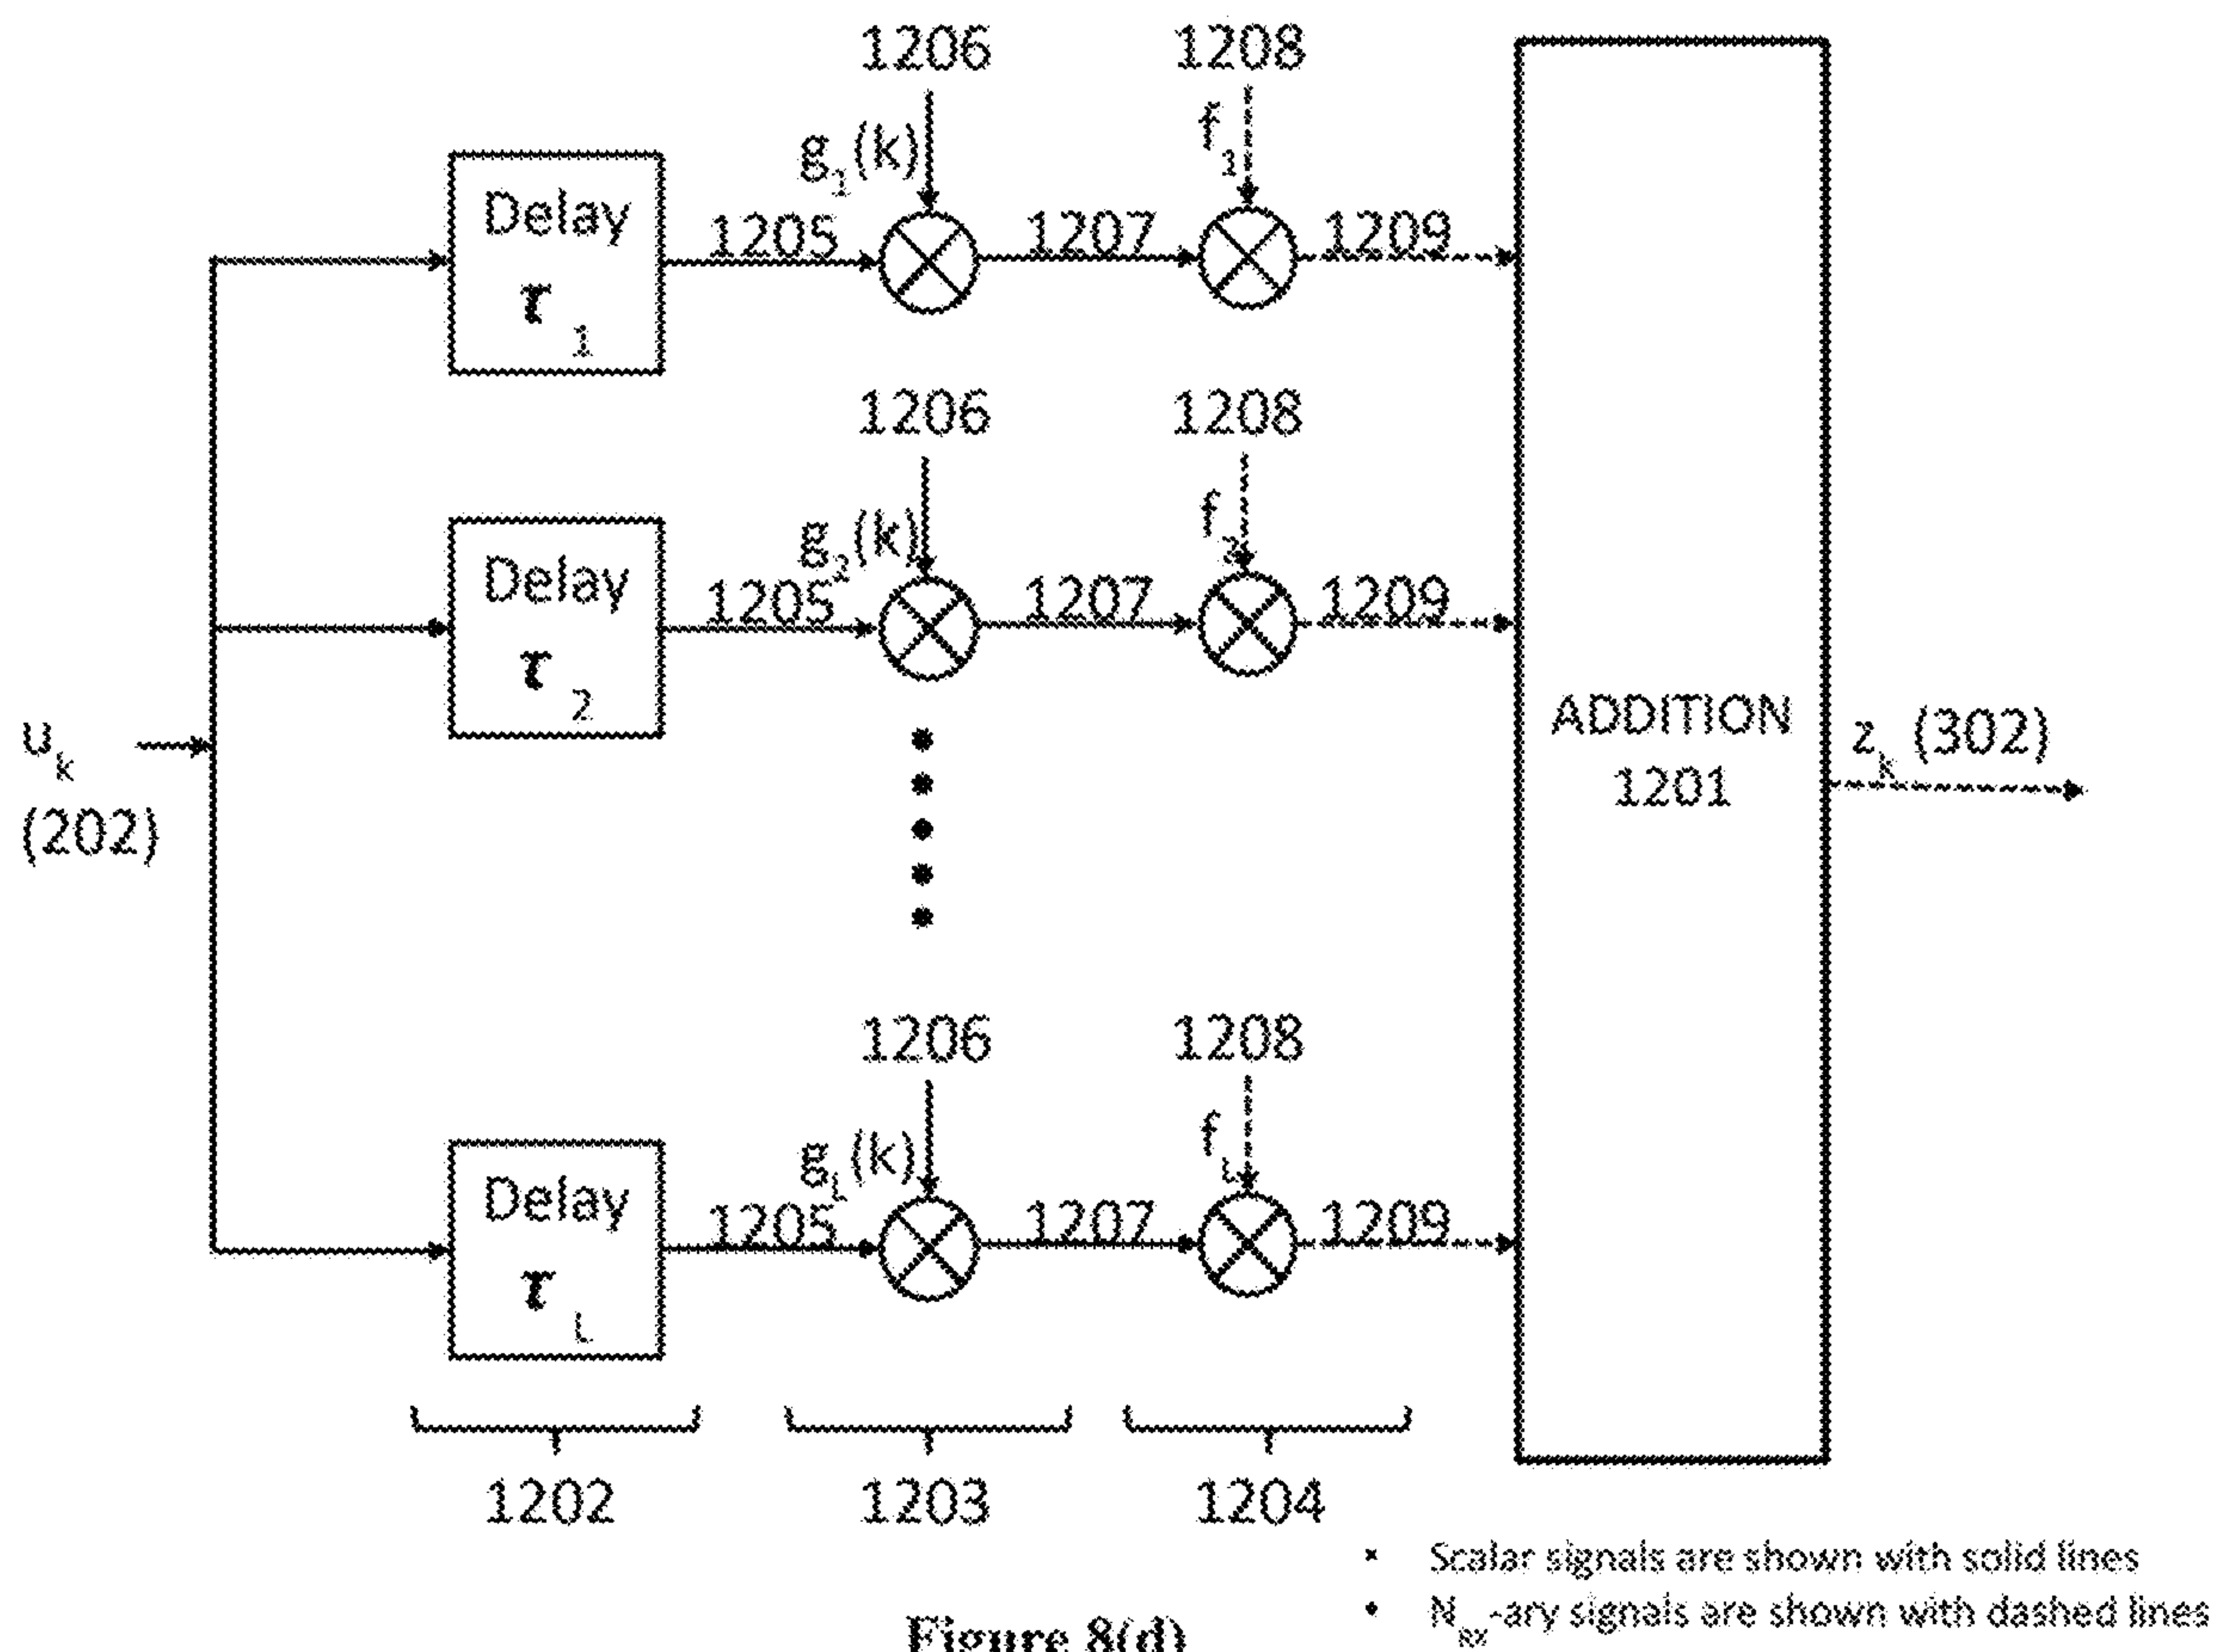 1206 1208
g1(k) f1
Delay
τ1
1205 1207 1209
1206 1208
g2(k) f2
Delay
τ2
1205 1207 1209
uk
(202)
ADDITION
1201
zk (302)
1206 1208
gL(k) fL
Delay
τL
1205 1207 1209
1202 1203 1204
Scalar signals are shown with solid lines
NRX-ary signals are shown with dashed lines
Figure 8(d)